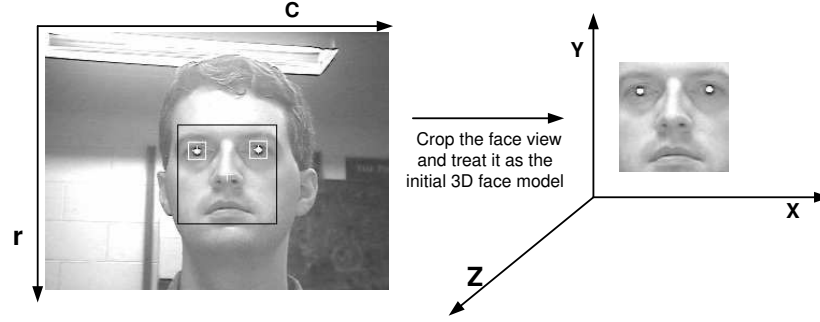 C
r
Crop the face view
and treat it as the
initial 3D face model
Y
X
Z